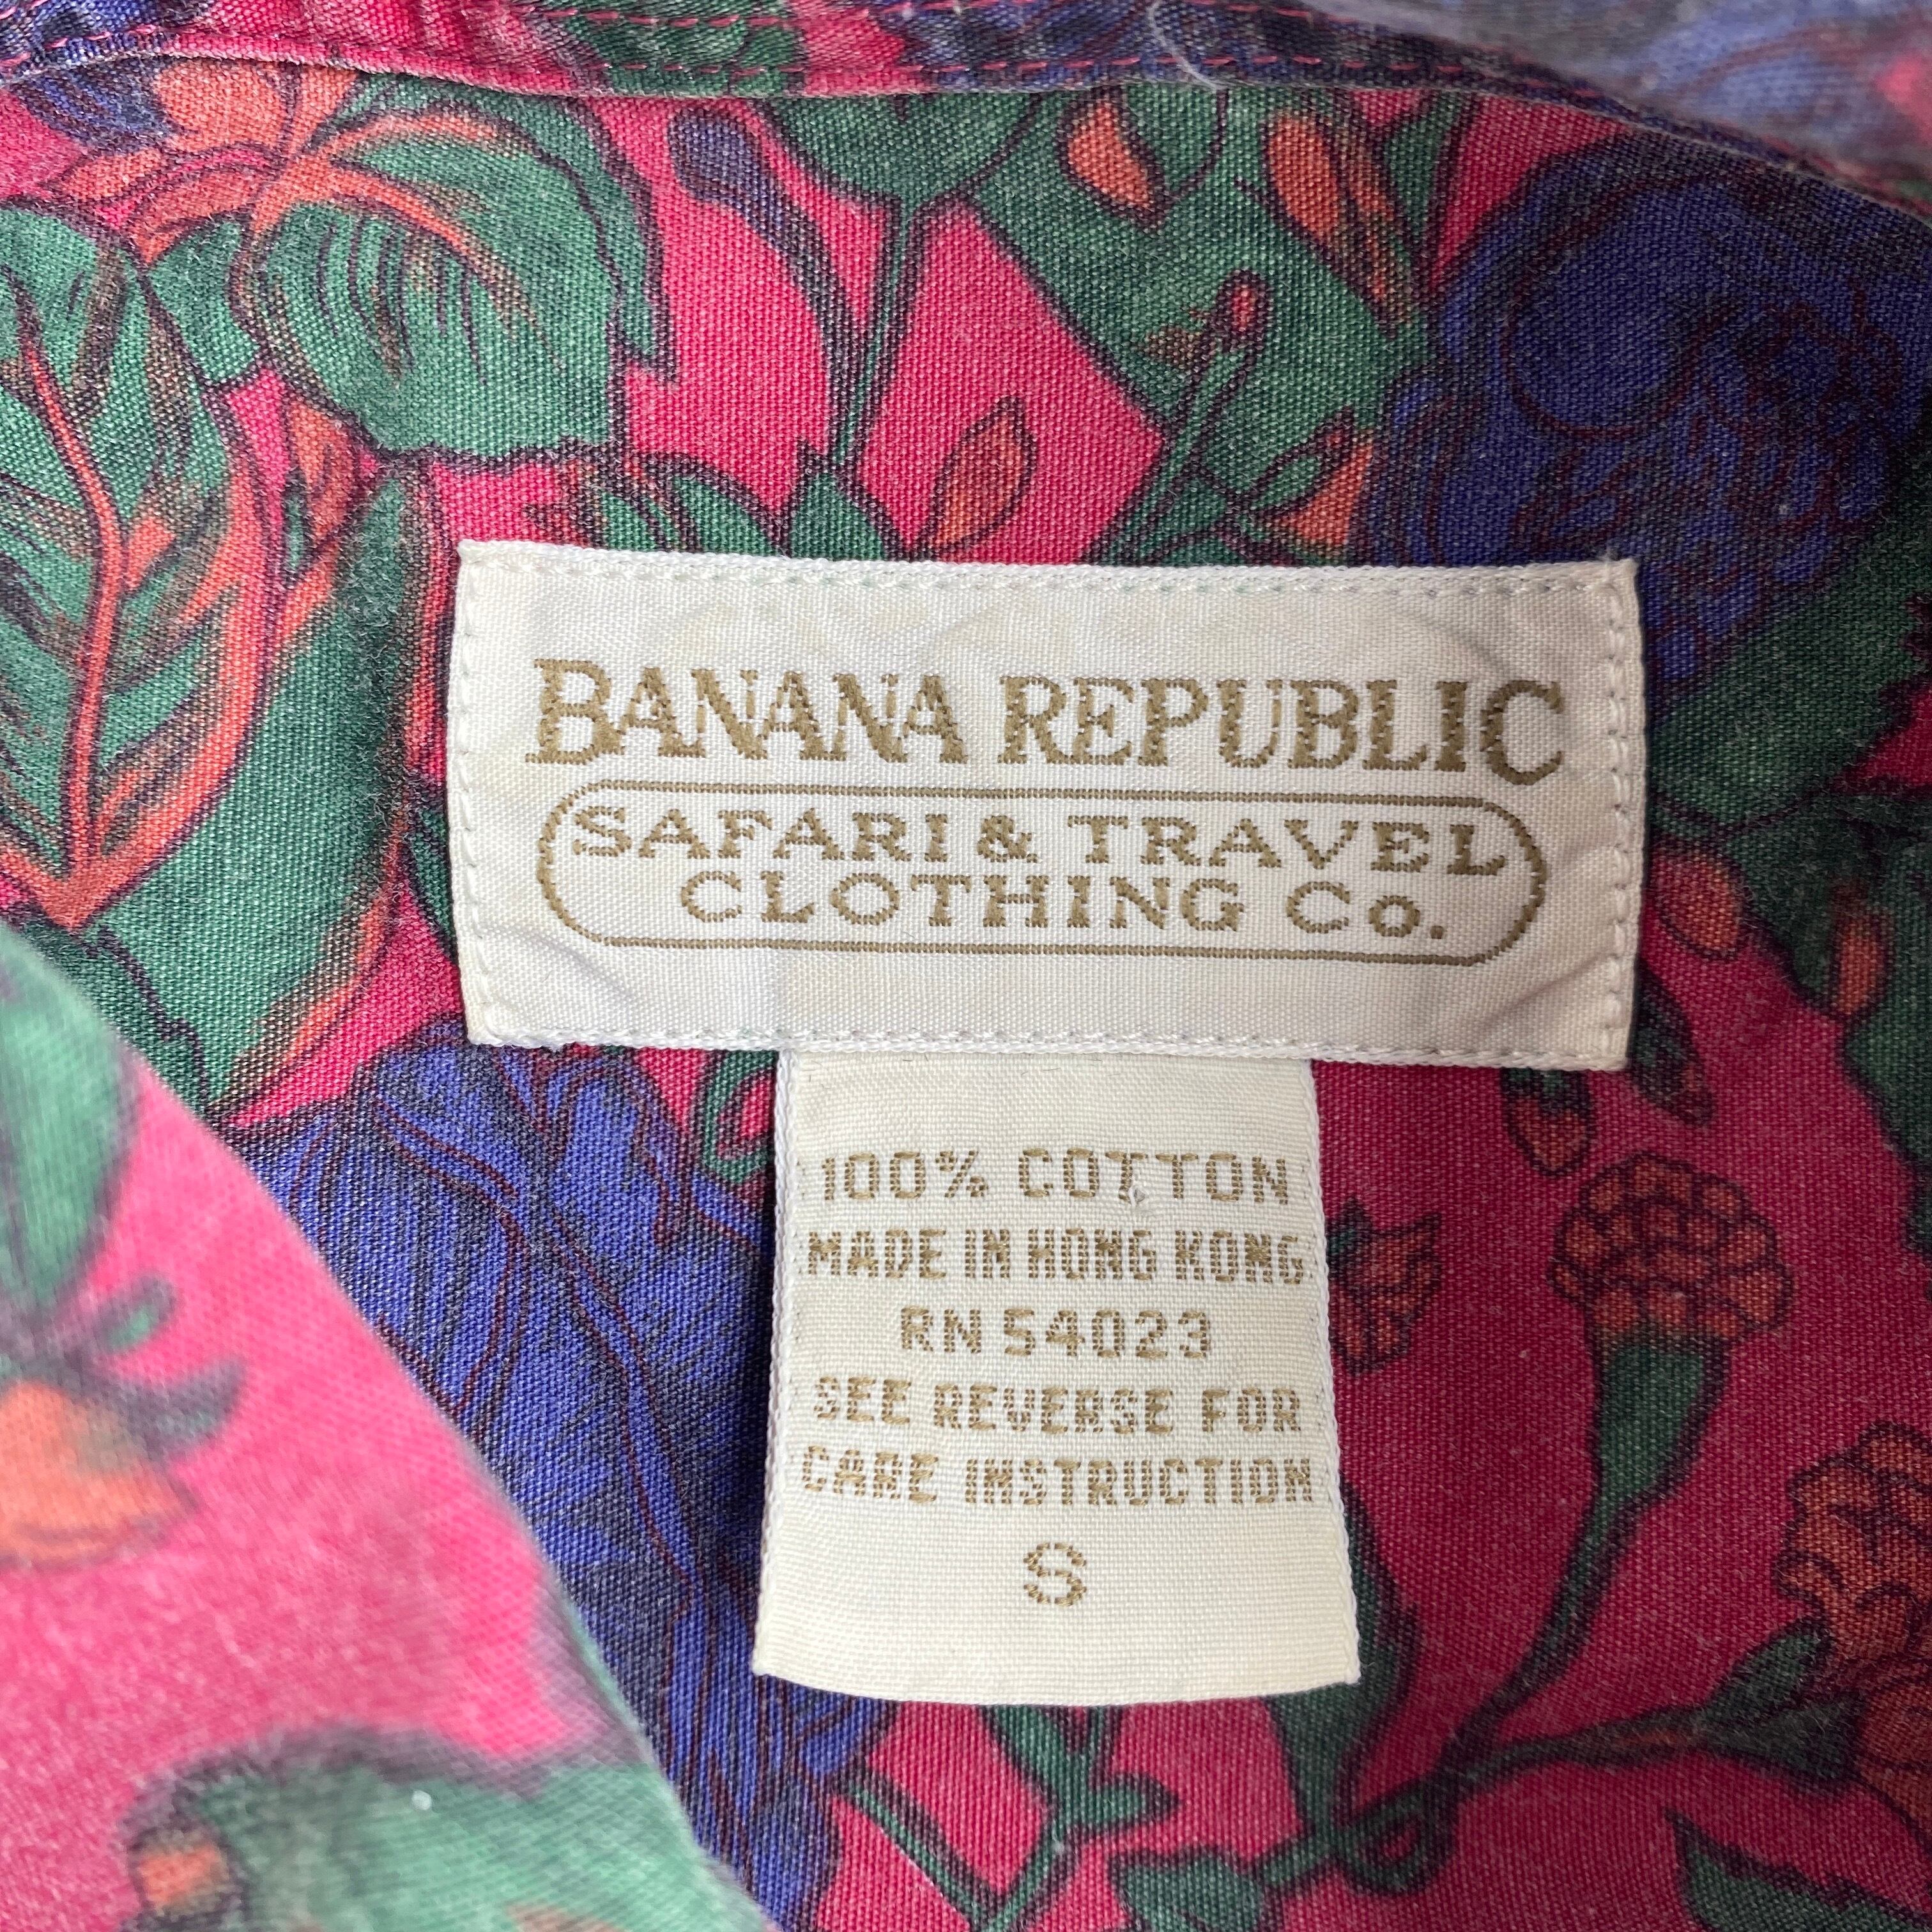 BANANA REPUBLIC
SAFARI & TRAVEL
CLOTHING Co.
100% COTTON
MADE IN HONG KONG
RN 54023
SEE REVERSE FOR
CARE INSTRUCTION
S